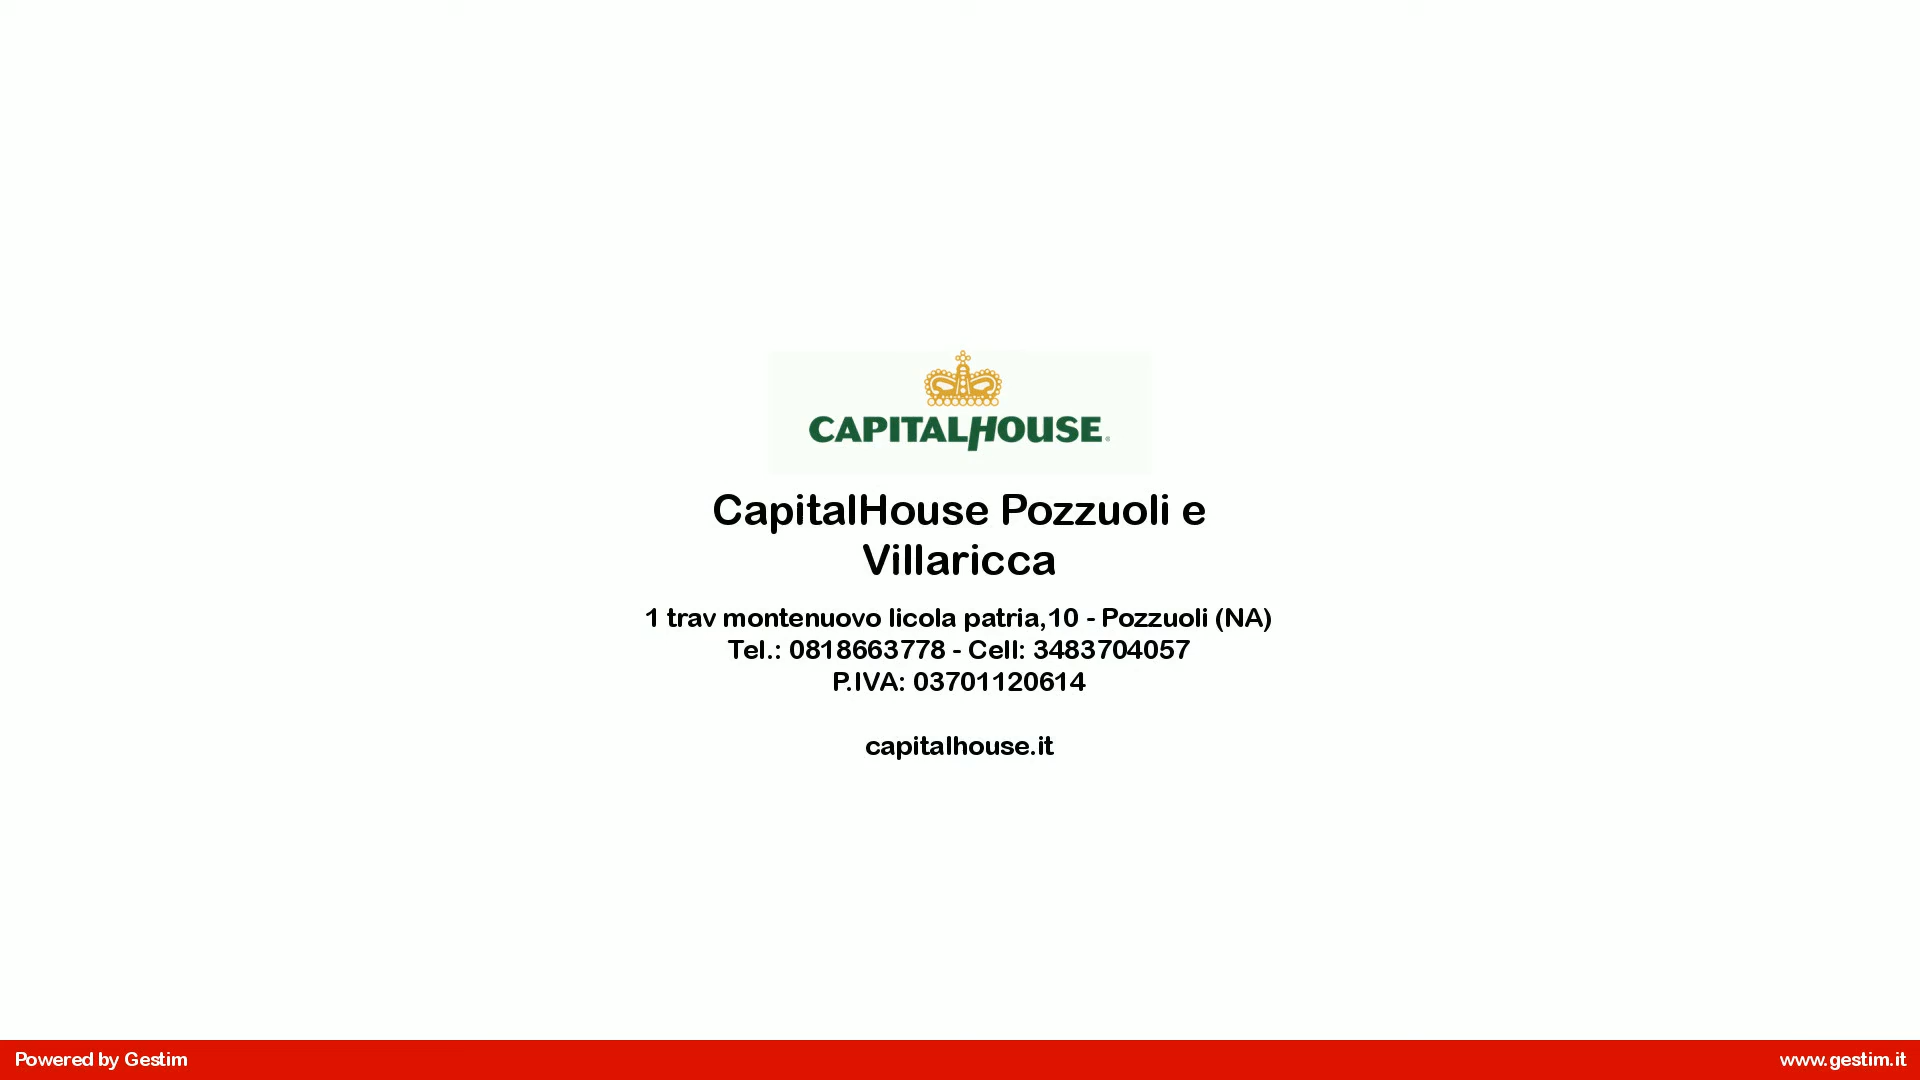 CAPITALHOUSE
CapitalHouse Pozzuoli e
Villaricca
1 trav montenuovo licola patria,10 - Pozzuoli (NA)
Tel.: 0818663778 - Cell: 3483704057
P.IVA: 03701120614
capitalhouse.it
Powered by Gestim
www.gestim.it